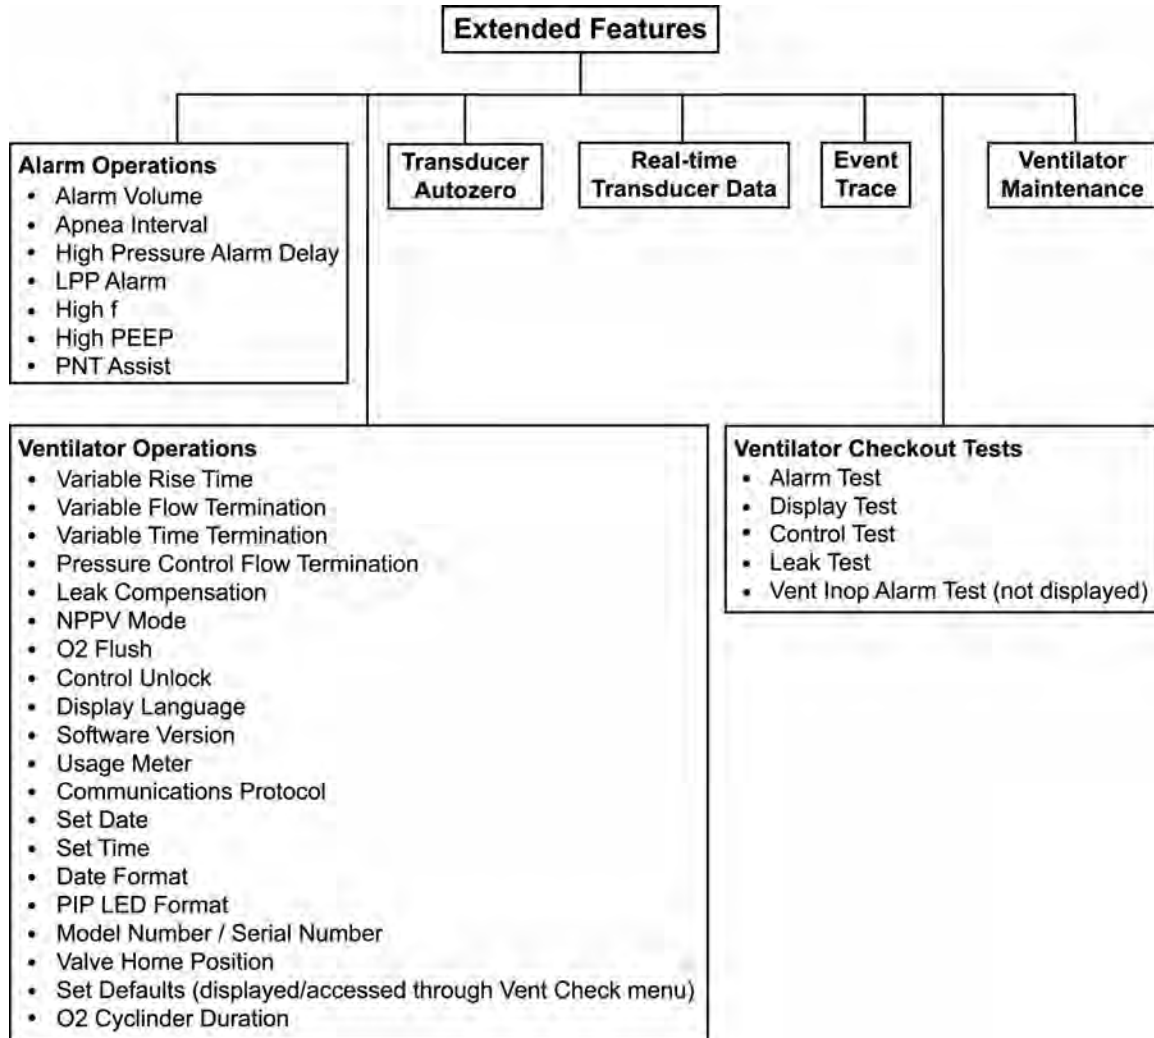 Extended Features
Alarm Operations
• Alarm Volume
• Apnea Interval
• High Pressure Alarm Delay
• LPP Alarm
• High f
• High PEEP
• PNT Assist
Transducer
Autozero
Real-time
Transducer Data
Event
Trace
Ventilator
Maintenance
Ventilator Operations
• Variable Rise Time
• Variable Flow Termination
• Variable Time Termination
• Pressure Control Flow Termination
• Leak Compensation
• NPPV Mode
• O2 Flush
• Control Unlock
• Display Language
• Software Version
• Usage Meter
• Communications Protocol
• Set Date
• Set Time
• Date Format
• PIP LED Format
• Model Number / Serial Number
• Valve Home Position
• Set Defaults (displayed/accessed through Vent Check menu)
• O2 Cyclinder Duration
Ventilator Checkout Tests
• Alarm Test
• Display Test
• Control Test
• Leak Test
• Vent Inop Alarm Test (not displayed)